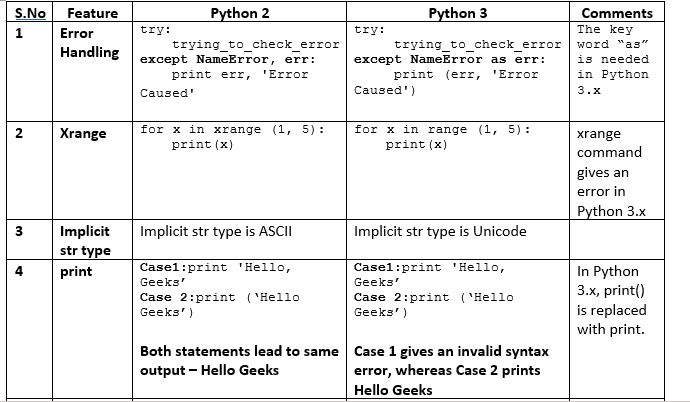 S.No Feature Python 2 Python 3 Comments
1 Error Handling
try:
trying_to_check_error
except NameError, err:
print err, 'Error
Caused'
try:
trying_to_check_error
except NameError as err:
print (err, 'Error
Caused')
The key
word “as”
is needed
in Python
3.x
2 Xrange
for x in xrange (1, 5):
print(x)
for x in range (1, 5):
print(x)
xrange
command
gives an
error in
Python 3.x
3 Implicit
str type
Implicit str type is ASCII
Implicit str type is Unicode
4 print
Case1:print 'Hello,
Geeks’
Case 2:print (‘Hello
Geeks’)
Both statements lead to same
output – Hello Geeks
Case1:print 'Hello,
Geeks’
Case 2:print (‘Hello
Geeks’)
Case 1 gives an invalid syntax
error, whereas Case 2 prints
Hello Geeks
In Python
3.x, print()
is replaced
with print.